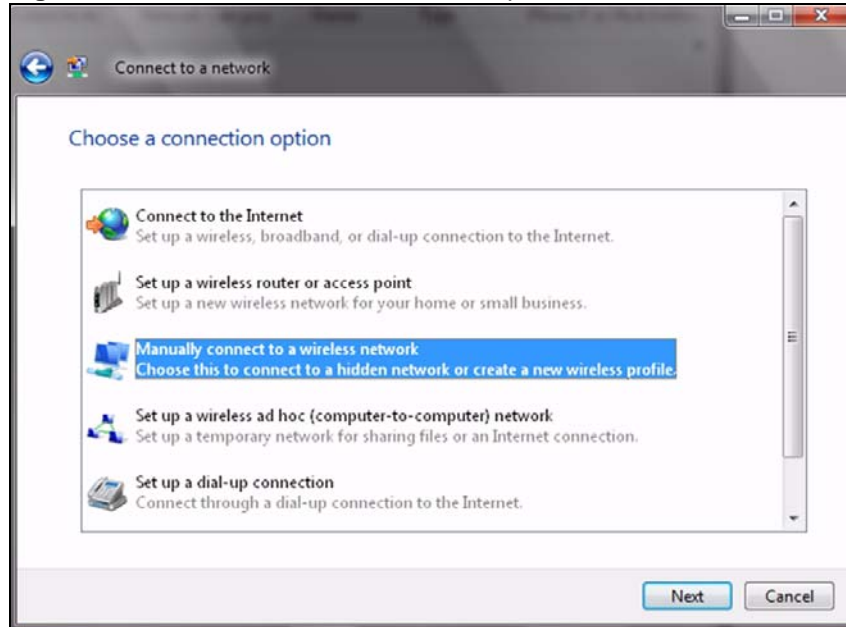 Connect to a network
Choose a connection option
Connect to the Internet
Set up a wireless, broadband, or dial-up connection to the Internet.
Set up a wireless router or access point
Set up a new wireless network for your home or small business.
Manually connect to a wireless network
Choose this to connect to a hidden network or create a new wireless profile.
Set up a wireless ad hoc (computer-to-computer) network
Set up a temporary network for sharing files or an Internet connection.
Set up a dial-up connection
Connect through a dial-up connection to the Internet.
Next Cancel